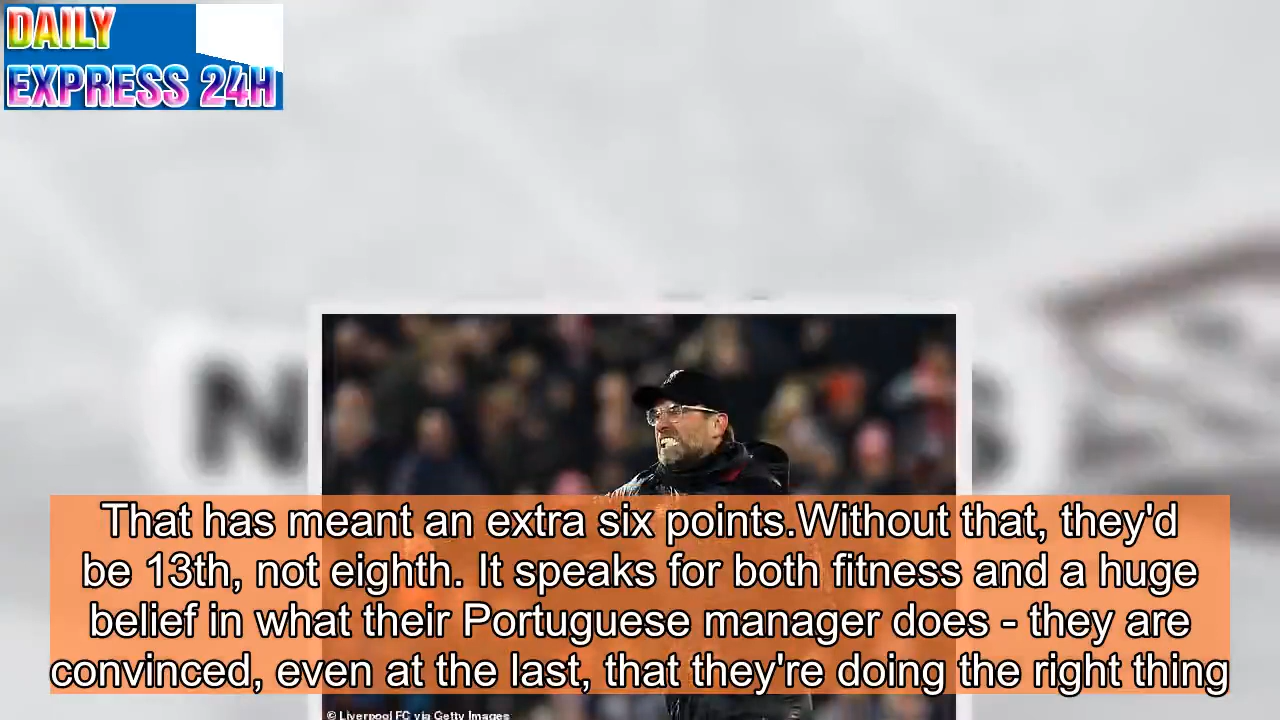 DAILY
EXPRESS 24H
That has meant an extra six points.Without that, they'd
be 13th, not eighth. It speaks for both fitness and a huge
belief in what their Portuguese manager does - they are
convinced, even at the last, that they're doing the right thing
© Liverpool FC via Getty Images